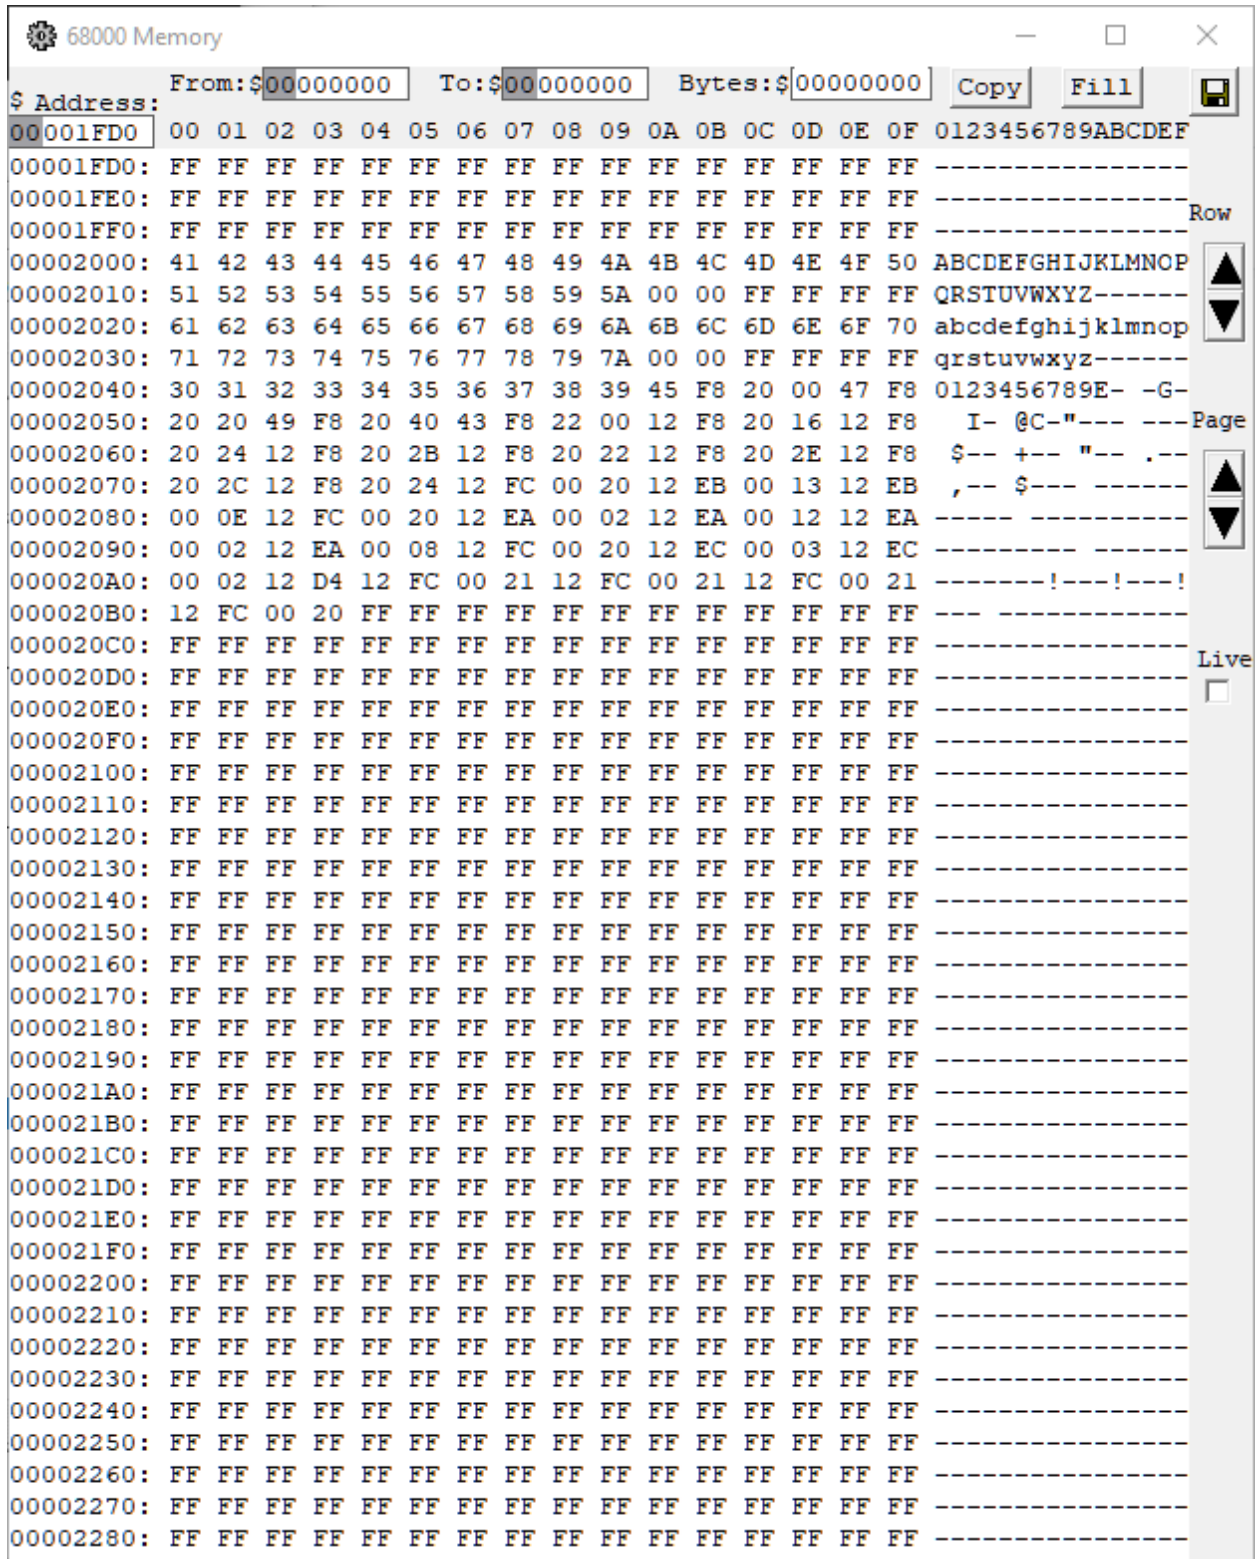 68000 Memory
From:$00000000 To:$00000000 Bytes:$00000000 Copy Fill
$ Address:
00001FD0 00 01 02 03 04 05 06 07 08 09 0A 0B 0C 0D 0E 0F 0123456789ABCDEF
00001FD0: FF FF FF FF FF FF FF FF FF FF FF FF FF FF FF FF ----------------
00001FE0: FF FF FF FF FF FF FF FF FF FF FF FF FF FF FF FF ----------------
Row
00001FF0: FF FF FF FF FF FF FF FF FF FF FF FF FF FF FF FF ----------------
00002000: 41 42 43 44 45 46 47 48 49 4A 4B 4C 4D 4E 4F 50 ABCDEFGHIJKLMNOP
00002010: 51 52 53 54 55 56 57 58 59 5A 00 00 FF FF FF FF QRSTUVWXYZ------
00002020: 61 62 63 64 65 66 67 68 69 6A 6B 6C 6D 6E 6F 70 abcdefghijklmnop
00002030: 71 72 73 74 75 76 77 78 79 7A 00 00 FF FF FF FF qrstuvwxyz------
00002040: 30 31 32 33 34 35 36 37 38 39 45 F8 20 00 47 F8 0123456789E- -G-
00002050: 20 20 49 F8 20 40 43 F8 22 00 12 F8 20 16 12 F8   I- @C-"--- ---
Page
00002060: 20 24 12 F8 20 2B 12 F8 20 22 12 F8 20 2E 12 F8  $-- +-- "-- .--
00002070: 20 2C 12 F8 20 24 12 FC 00 20 12 EB 00 13 12 EB  ,-- $--- ------
00002080: 00 0E 12 FC 00 20 12 EA 00 02 12 EA 00 12 12 EA ----- ----------
00002090: 00 02 12 EA 00 08 12 FC 00 20 12 EC 00 03 12 EC --------- ------
000020A0: 00 02 12 D4 12 FC 00 21 12 FC 00 21 12 FC 00 21 -------!---!---!
000020B0: 12 FC 00 20 FF FF FF FF FF FF FF FF FF FF FF FF --- ------------
000020C0: FF FF FF FF FF FF FF FF FF FF FF FF FF FF FF FF ----------------
Live
000020D0: FF FF FF FF FF FF FF FF FF FF FF FF FF FF FF FF ----------------
000020E0: FF FF FF FF FF FF FF FF FF FF FF FF FF FF FF FF ----------------
000020F0: FF FF FF FF FF FF FF FF FF FF FF FF FF FF FF FF ----------------
00002100: FF FF FF FF FF FF FF FF FF FF FF FF FF FF FF FF ----------------
00002110: FF FF FF FF FF FF FF FF FF FF FF FF FF FF FF FF ----------------
00002120: FF FF FF FF FF FF FF FF FF FF FF FF FF FF FF FF ----------------
00002130: FF FF FF FF FF FF FF FF FF FF FF FF FF FF FF FF ----------------
00002140: FF FF FF FF FF FF FF FF FF FF FF FF FF FF FF FF ----------------
00002150: FF FF FF FF FF FF FF FF FF FF FF FF FF FF FF FF ----------------
00002160: FF FF FF FF FF FF FF FF FF FF FF FF FF FF FF FF ----------------
00002170: FF FF FF FF FF FF FF FF FF FF FF FF FF FF FF FF ----------------
00002180: FF FF FF FF FF FF FF FF FF FF FF FF FF FF FF FF ----------------
00002190: FF FF FF FF FF FF FF FF FF FF FF FF FF FF FF FF ----------------
000021A0: FF FF FF FF FF FF FF FF FF FF FF FF FF FF FF FF ----------------
000021B0: FF FF FF FF FF FF FF FF FF FF FF FF FF FF FF FF ----------------
000021C0: FF FF FF FF FF FF FF FF FF FF FF FF FF FF FF FF ----------------
000021D0: FF FF FF FF FF FF FF FF FF FF FF FF FF FF FF FF ----------------
000021E0: FF FF FF FF FF FF FF FF FF FF FF FF FF FF FF FF ----------------
000021F0: FF FF FF FF FF FF FF FF FF FF FF FF FF FF FF FF ----------------
00002200: FF FF FF FF FF FF FF FF FF FF FF FF FF FF FF FF ----------------
00002210: FF FF FF FF FF FF FF FF FF FF FF FF FF FF FF FF ----------------
00002220: FF FF FF FF FF FF FF FF FF FF FF FF FF FF FF FF ----------------
00002230: FF FF FF FF FF FF FF FF FF FF FF FF FF FF FF FF ----------------
00002240: FF FF FF FF FF FF FF FF FF FF FF FF FF FF FF FF ----------------
00002250: FF FF FF FF FF FF FF FF FF FF FF FF FF FF FF FF ----------------
00002260: FF FF FF FF FF FF FF FF FF FF FF FF FF FF FF FF ----------------
00002270: FF FF FF FF FF FF FF FF FF FF FF FF FF FF FF FF ----------------
00002280: FF FF FF FF FF FF FF FF FF FF FF FF FF FF FF FF ----------------